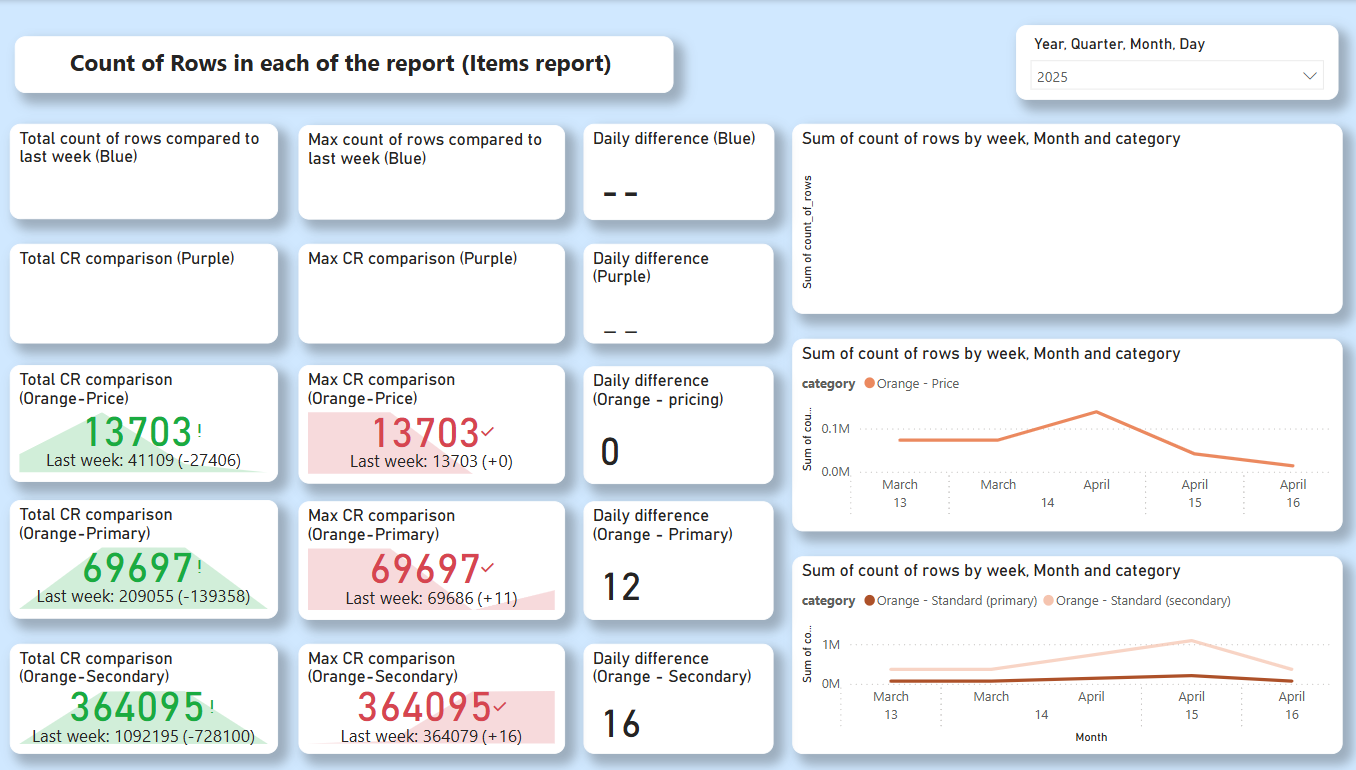 Count of Rows in each of the report (Items report)
Year, Quarter, Month, Day
2025
Total count of rows compared to
last week (Blue)
Max count of rows compared to
last week (Blue)
Daily difference (Blue)
--
Sum of count of rows by week, Month and category
Sum of count_of_rows
Total CR comparison (Purple)
Max CR comparison (Purple)
Daily difference
(Purple)
--
Total CR comparison
(Orange-Price)
13703!
Last week: 41109 (-27406)
Max CR comparison
(Orange-Price)
13703✓
Last week: 13703 (+0)
Daily difference
(Orange - pricing)
0
Sum of count of rows by week, Month and category
category Orange - Price
Sum of cou...
0.1M
0.0M
March March April April April
13 14 15 16
Total CR comparison
(Orange-Primary)
69697!
Last week: 209055 (-139358)
Max CR comparison
(Orange-Primary)
69697✓
Last week: 69686 (+11)
Daily difference
(Orange - Primary)
12
Sum of count of rows by week, Month and category
category Orange - Standard (primary) Orange - Standard (secondary)
Sum of co...
1M
0M
March March April April April
13 14 15 16
Month
Total CR comparison
(Orange-Secondary)
364095!
Last week: 1092195 (-728100)
Max CR comparison
(Orange-Secondary)
364095✓
Last week: 364079 (+16)
Daily difference
(Orange - Secondary)
16